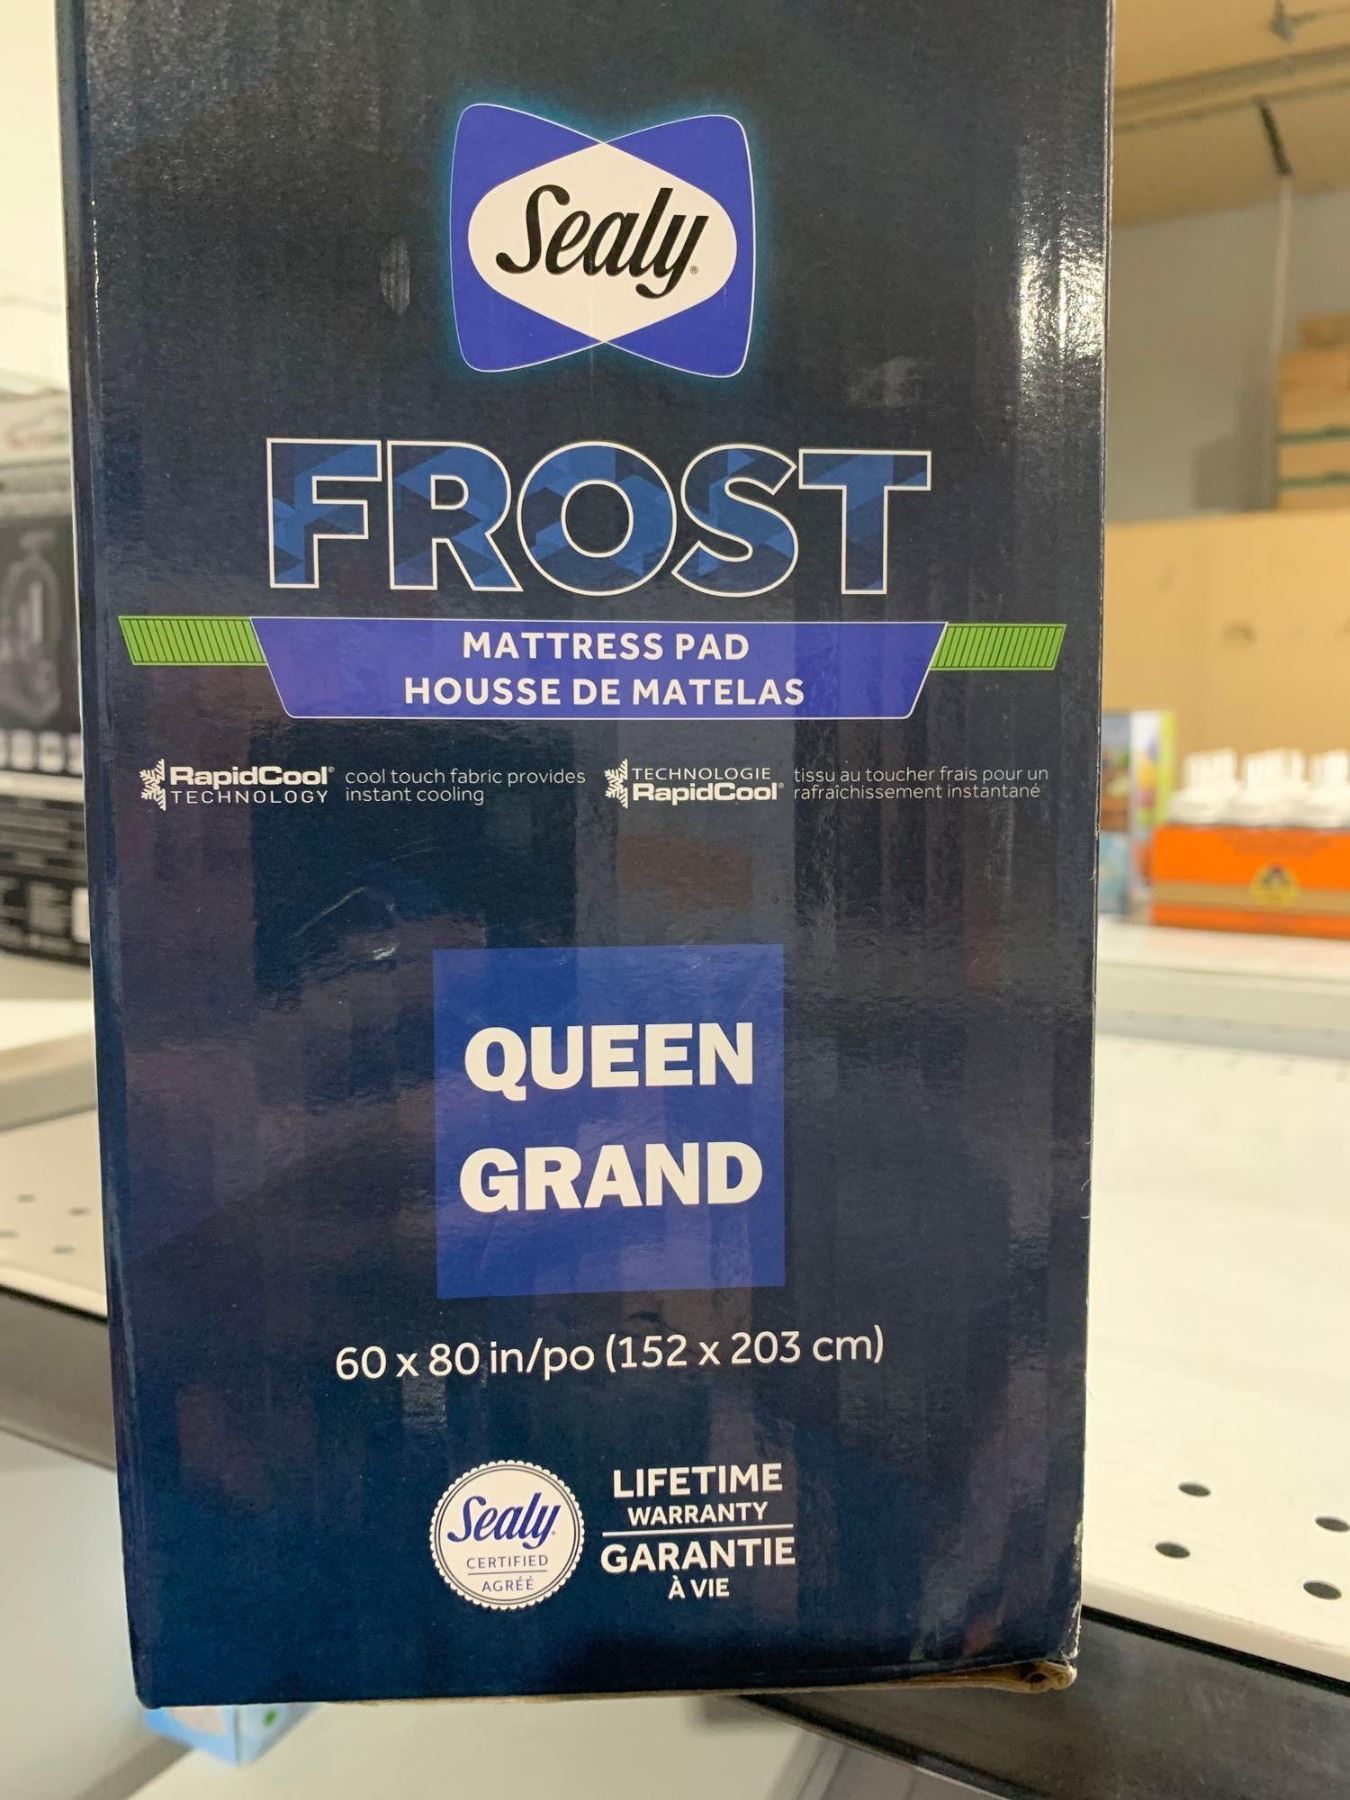 Sealy®
FROST
MATTRESS PAD
HOUSSE DE MATELAS
RapidCool® TECHNOLOGY
cool touch fabric provides
instant cooling
TECHNOLOGIE RapidCool®
tissu au toucher frais pour un
rafraîchissement instantané
QUEEN
GRAND
60 x 80 in/po (152 x 203 cm)
Sealy®
CERTIFIED
AGRÉÉ
LIFETIME
WARRANTY
GARANTIE
À VIE